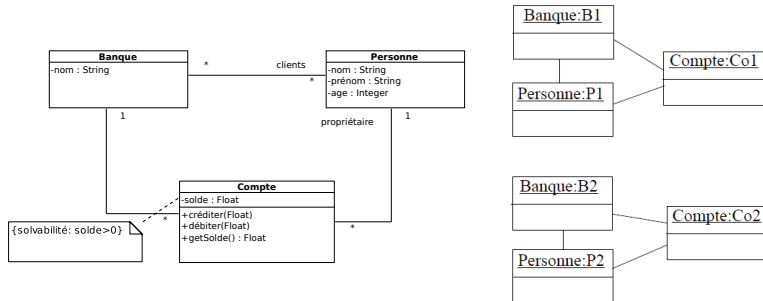 Banque
-nom : String
*
clients
*
Personne
-nom : String
-prénom : String
-age : Integer
1
propriétaire
1
Compte
-solde : Float
+créditer(Float)
+débiter(Float)
+getSolde() : Float
*
*
{solvabilité: solde>0}
Banque:B1
Compte:Co1
Personne:P1
Banque:B2
Compte:Co2
Personne:P2